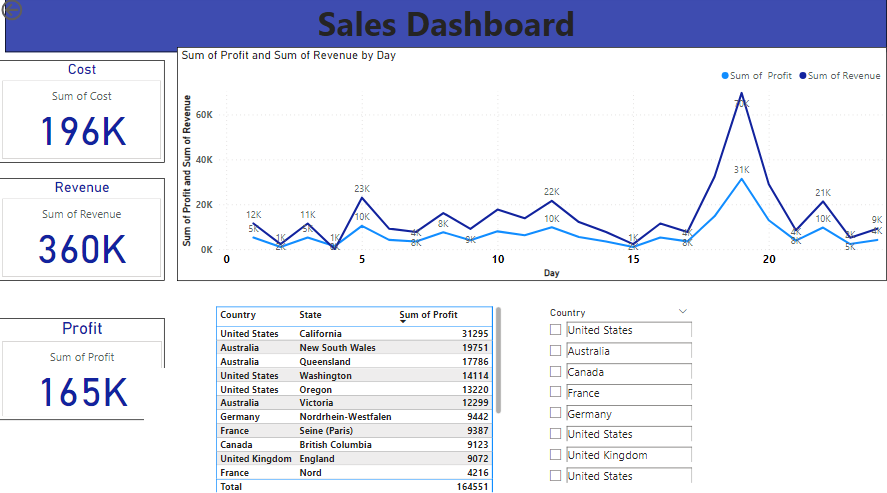 Sales Dashboard
Cost
Sum of Cost
196K
Revenue
Sum of Revenue
360K
Profit
Sum of Profit
165K
Sum of Profit and Sum of Revenue by Day
Sum of Profit Sum of Revenue
Sum of Profit and Sum of Revenue
60K
40K
20K
0K
12K
5K
1K
2K
11K
5K
1K
23K
10K
4K
8K
8K
9K
22K
10K
1K
2K
4K
8K
70K
31K
4K
8K
21K
10K
2K
5K
9K
4K
0 5 10 15 20
Day
Country State Sum of Profit
United States California 31295
Australia New South Wales 19751
Australia Queensland 17786
United States Washington 14114
United States Oregon 13220
Australia Victoria 12299
Germany Nordrhein-Westfalen 9442
France Seine (Paris) 9387
Canada British Columbia 9123
United Kingdom England 9072
France Nord 4216
Total 164551
Country
United States
Australia
Canada
France
Germany
United States
United Kingdom
United States